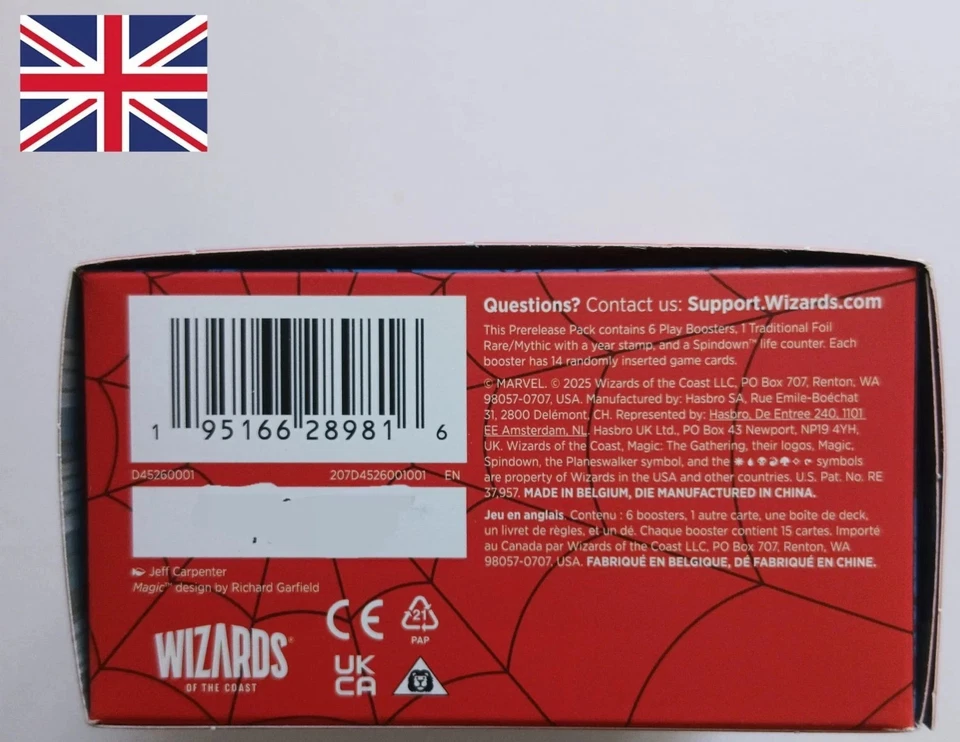 Questions? Contact us: Support.Wizards.com
This Prerelease Pack contains 6 Play Boosters, 1 Traditional Foil
Rare/Mythic with a year stamp, and a Spindown™ life counter. Each
booster has 14 randomly inserted game cards.
© MARVEL. © 2025 Wizards of the Coast LLC, PO Box 707, Renton, WA
98057-0707, USA. Manufactured by: Hasbro SA, Rue Emile-Boéchat
31, 2800 Delémont, CH. Represented by: Hasbro, De Entree 240, 1101
EE Amsterdam, NL. Hasbro UK Ltd., PO Box 43 Newport, NP19 4YH,
UK. Wizards of the Coast, Magic: The Gathering, their logos, Magic,
Spindown, the Planeswalker symbol, and the symbols
are property of Wizards in the USA and other countries. U.S. Pat. No. RE
37,957. MADE IN BELGIUM, DIE MANUFACTURED IN CHINA.
Jeu en anglais. Contenu : 6 boosters, 1 autre carte, une boîte de deck,
un livret de règles, et un dé. Chaque booster contient 15 cartes. Importé
au Canada par Wizards of the Coast LLC, PO Box 707, Renton, WA
98057-0707, USA. FABRIQUÉ EN BELGIQUE, DÉ FABRIQUÉ EN CHINE.
1 95166 28981 6
D45260001 207D4526001001 EN
Jeff Carpenter
Magic™ design by Richard Garfield
WIZARDS®
OF THE COAST
CE
21
PAP
UK
CA